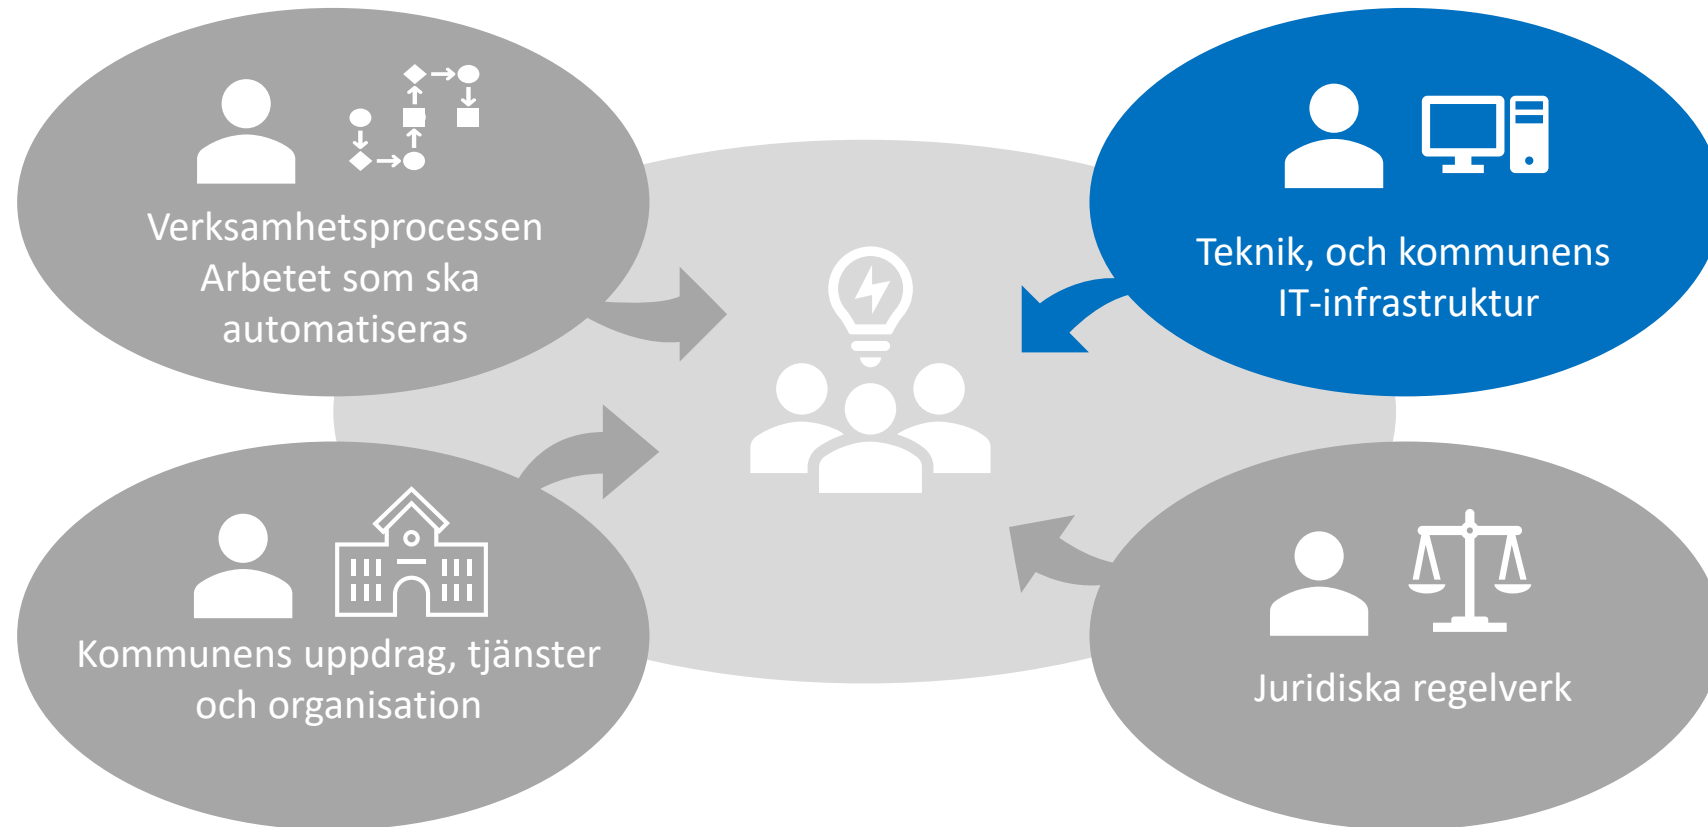 Verksamhetsprocessen
Arbetet som ska
automatiseras
Teknik, och kommunens
IT-infrastruktur
Kommunens uppdrag, tjänster
och organisation
Juridiska regelverk